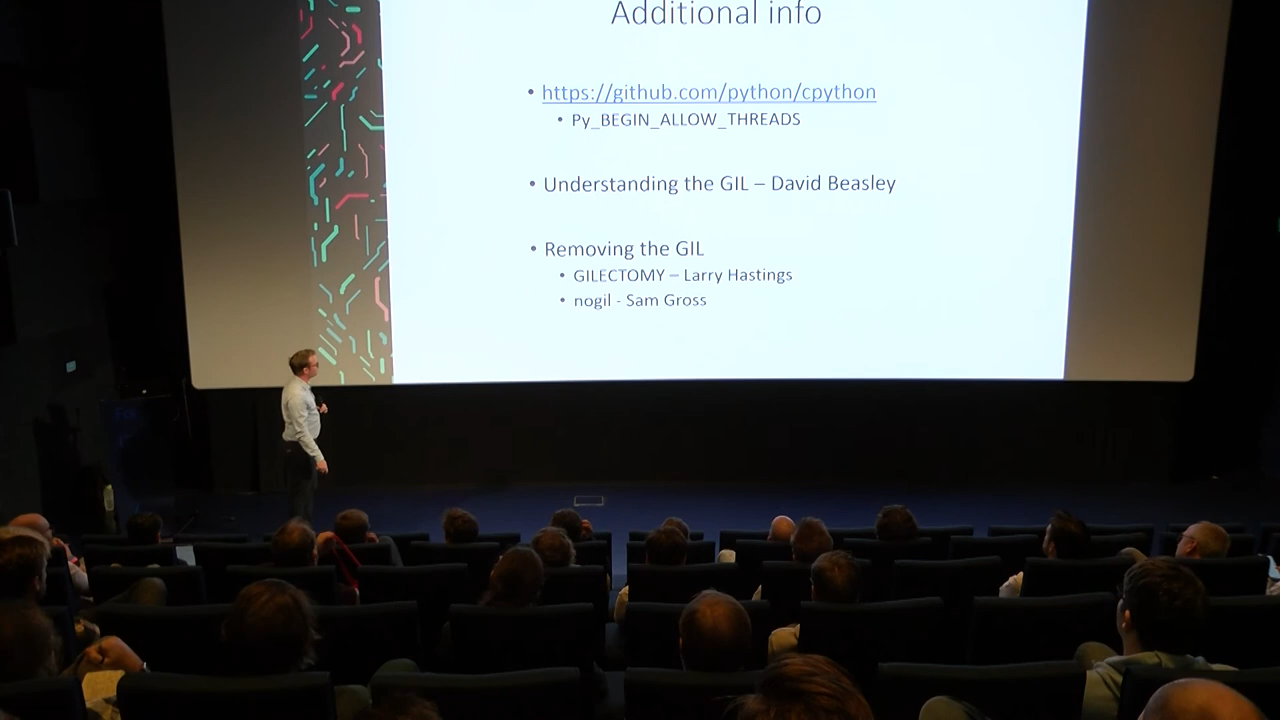 Additional info
• https://github.com/python/cpython
• Py_BEGIN_ALLOW_THREADS
• Understanding the GIL – David Beasley
• Removing the GIL
• GILECTOMY – Larry Hastings
• nogil - Sam Gross